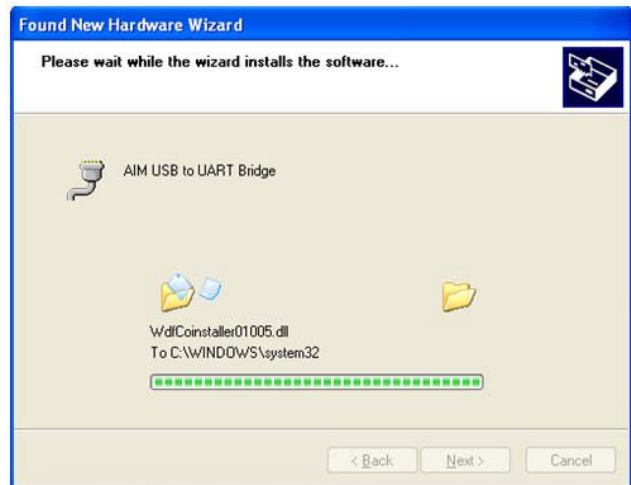 Found New Hardware Wizard
Please wait while the wizard installs the software...
AIM USB to UART Bridge
WdfCoinstaller01005.dll
To C:\WINDOWS\system32
< Back
Next >
Cancel